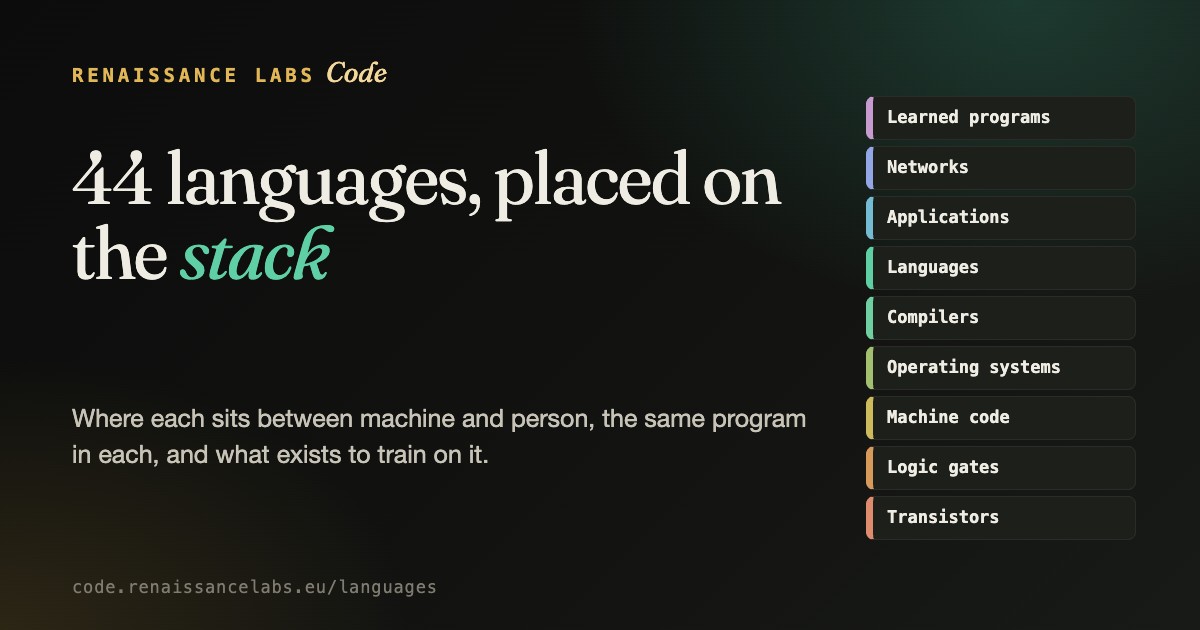 RENAISSANCE LABS Code
44 languages, placed on
the stack
Where each sits between machine and person, the same program
in each, and what exists to train on it.
code.renaissancelabs.eu/languages
Learned programs
Networks
Applications
Languages
Compilers
Operating systems
Machine code
Logic gates
Transistors